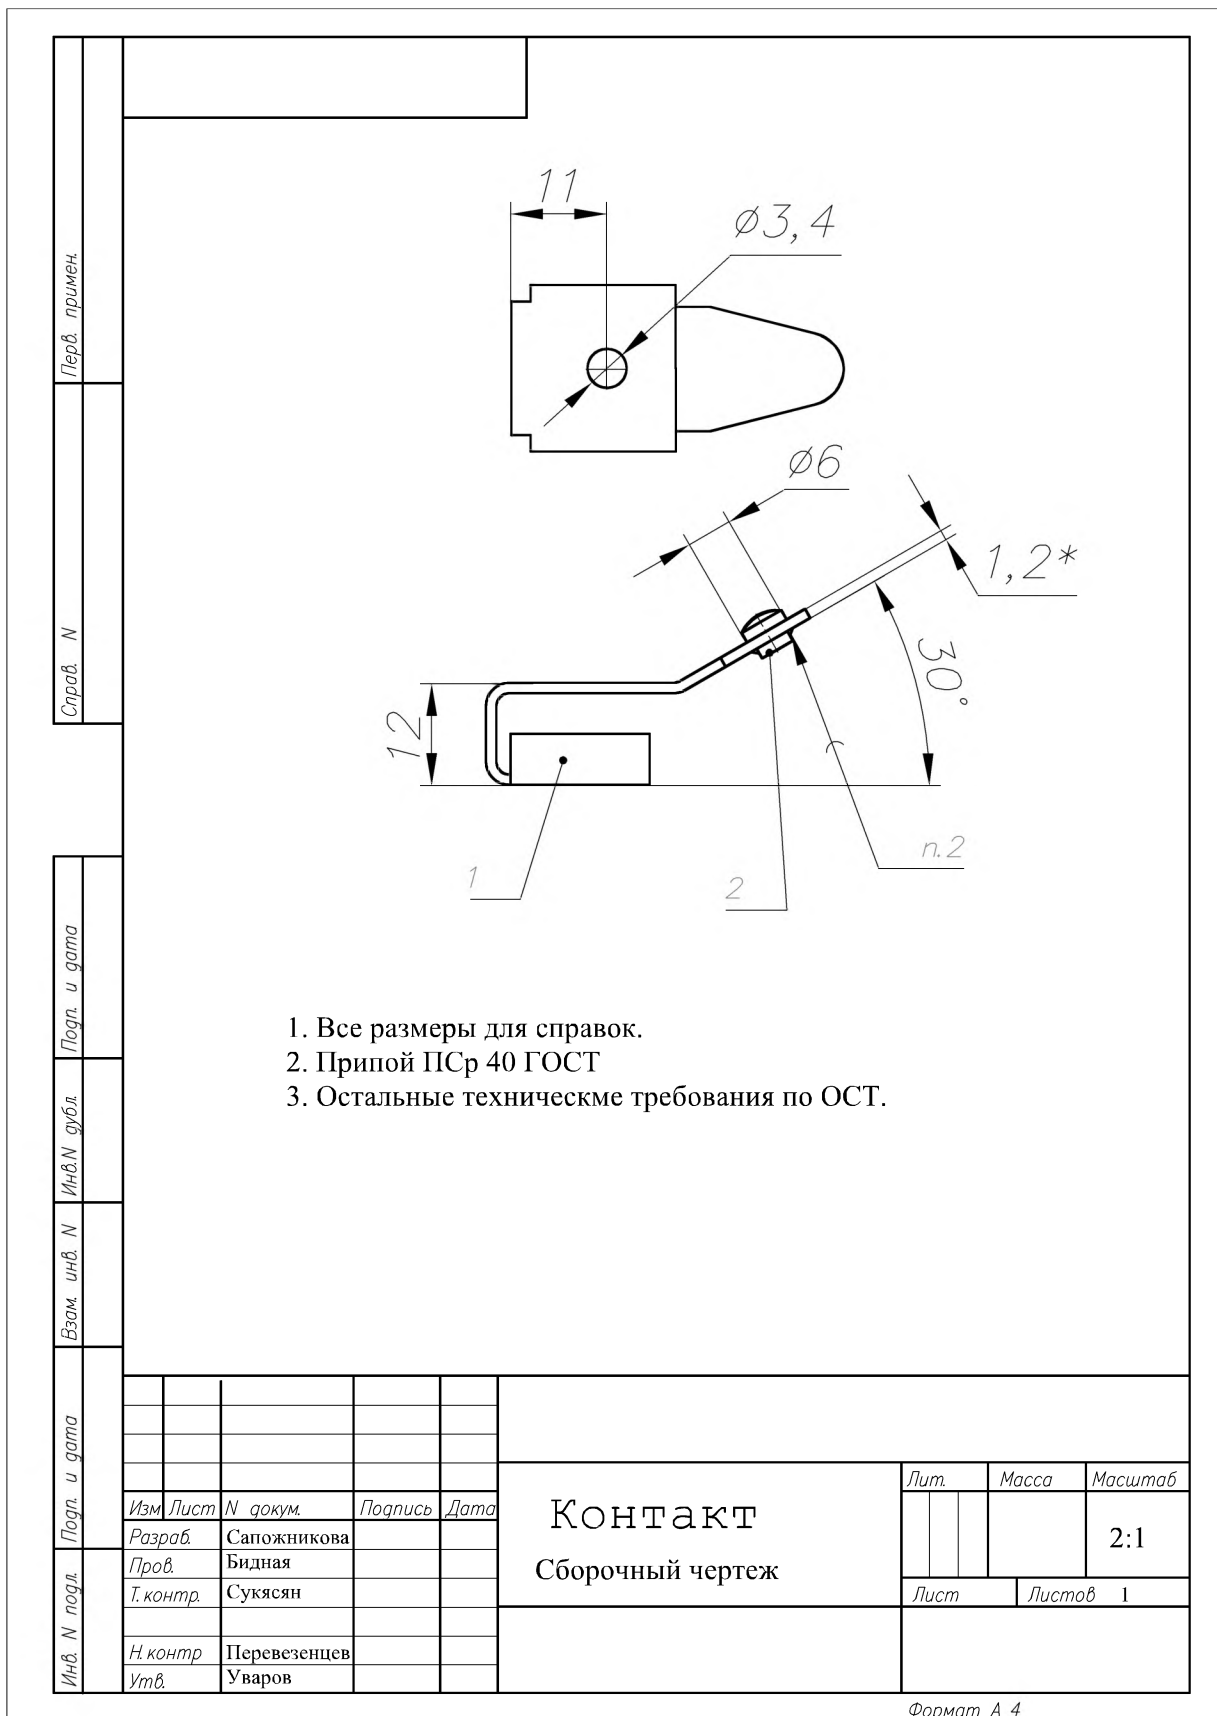 11
ø3,4
ø6
1,2*
30°
12
1
2
п.2
1. Все размеры для справок.
2. Припой ПСр 40 ГОСТ
3. Остальные техническме требования по ОСТ.
Перв. примен.
Справ. N
Подп. и дата
Инв.N дубл.
Взам. инв. N
Подп. и дата
Инв. N подл.
Изм Лист N докум. Подпись Дата
Разраб. Сапожникова
Пров. Бидная
Т. контр. Сукясян
Н. контр Перевезенцев
Утв. Уваров
Контакт
Сборочный чертеж
Лит. Масса Масштаб
2:1
Лист Листов 1
Формат А 4